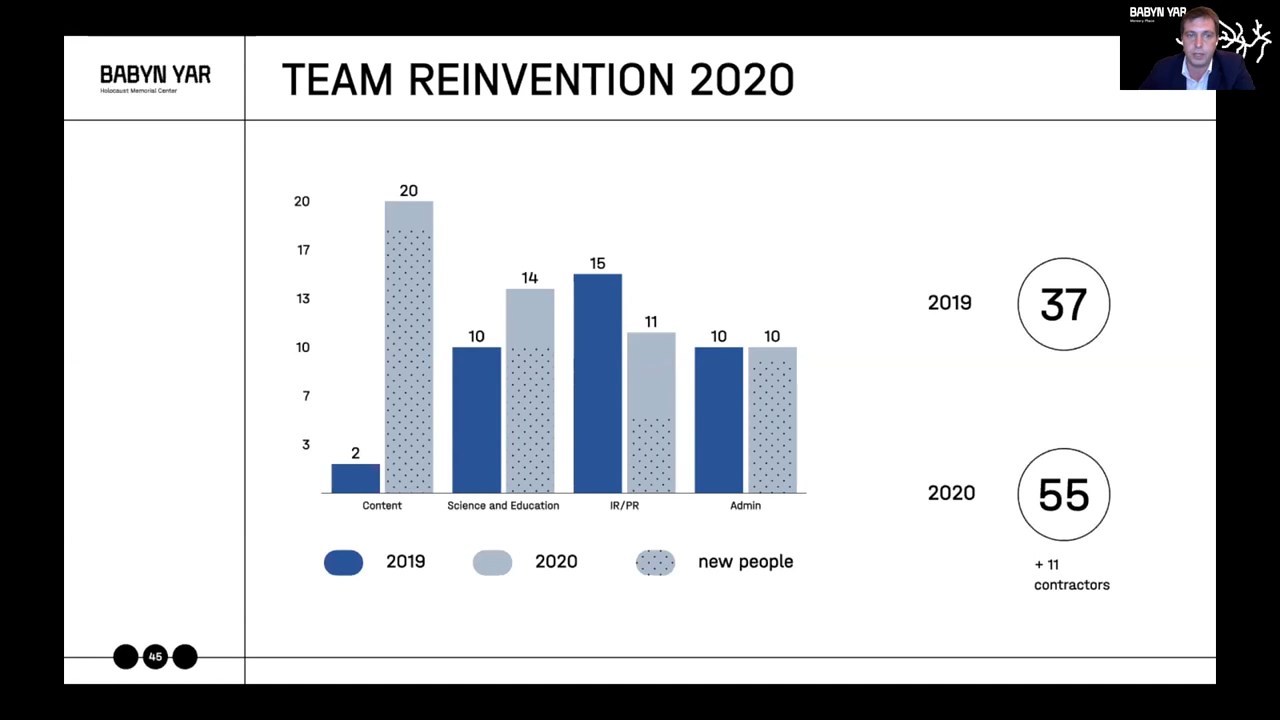 BABYN YAR
Memory Place
BABYN YAR
Holocaust Memorial Center
TEAM REINVENTION 2020
20
17
13
10
7
3
2
20
10
14
15
11
10
10
Content
Science and Education
IR/PR
Admin
2019
2020
new people
2019
37
2020
55
+ 11
contractors
45